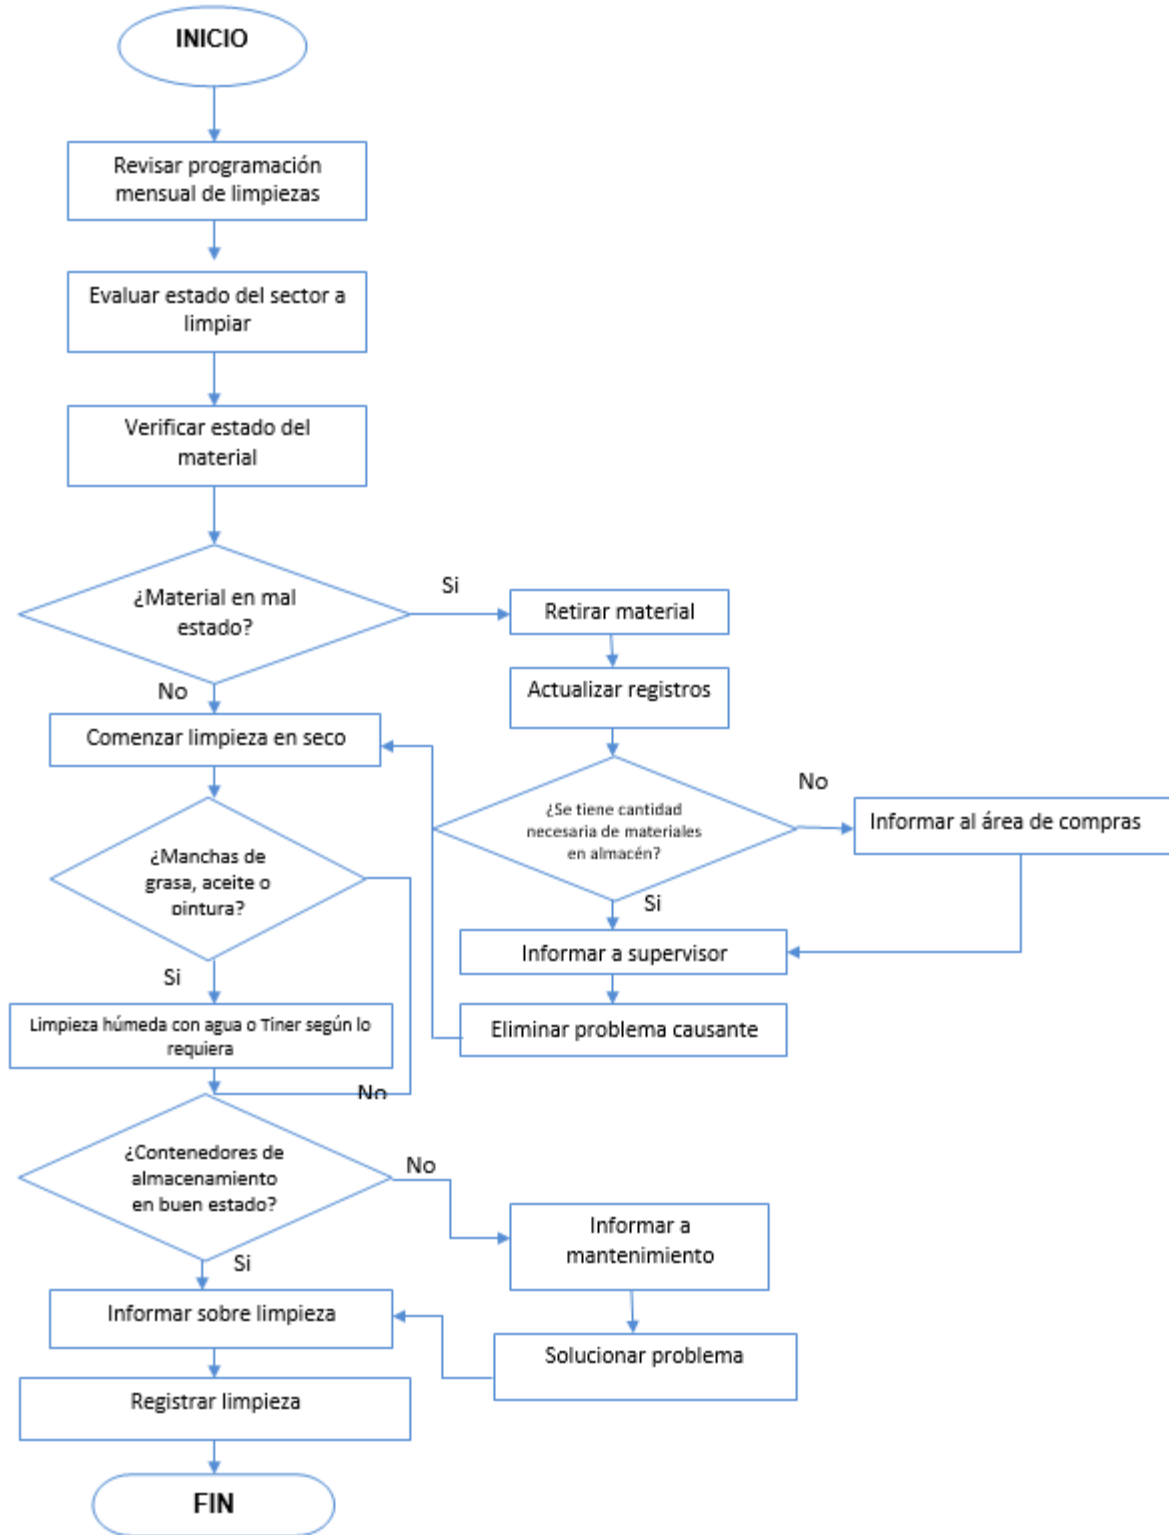 INICIO
Revisar programación
mensual de limpiezas
Evaluar estado del sector a
limpiar
Verificar estado del
material
¿Material en mal
estado?
Si
Retirar material
No
Actualizar registros
Comenzar limpieza en seco
¿Se tiene cantidad
necesaria de materiales
en almacén?
No
Informar al área de compras
¿Manchas de
grasa, aceite o
pintura?
Si
Informar a supervisor
Si
Limpieza húmeda con agua o Tiner según lo
requiera
Eliminar problema causante
No
¿Contenedores de
almacenamiento
en buen estado?
No
Informar a
mantenimiento
Si
Informar sobre limpieza
Solucionar problema
Registrar limpieza
FIN